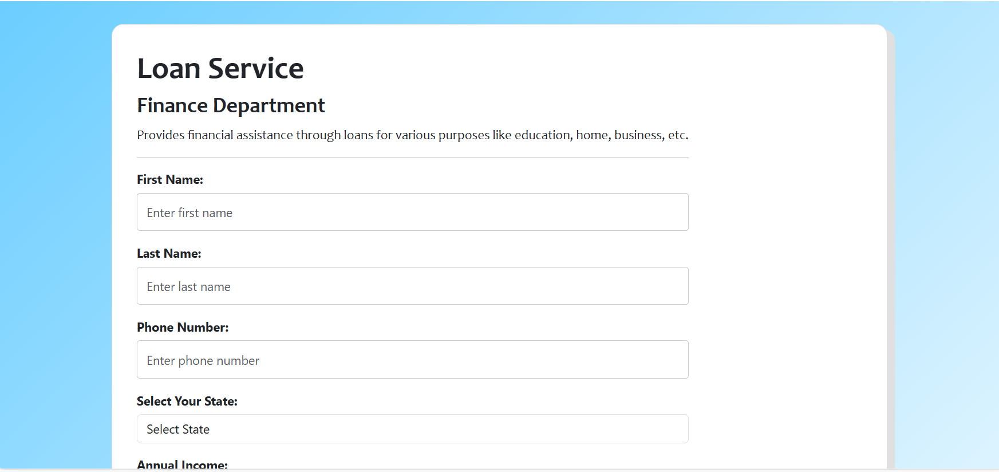 Loan Service
Finance Department
Provides financial assistance through loans for various purposes like education, home, business, etc.
First Name:
Enter first name
Last Name:
Enter last name
Phone Number:
Enter phone number
Select Your State:
Select State
Annual Income: